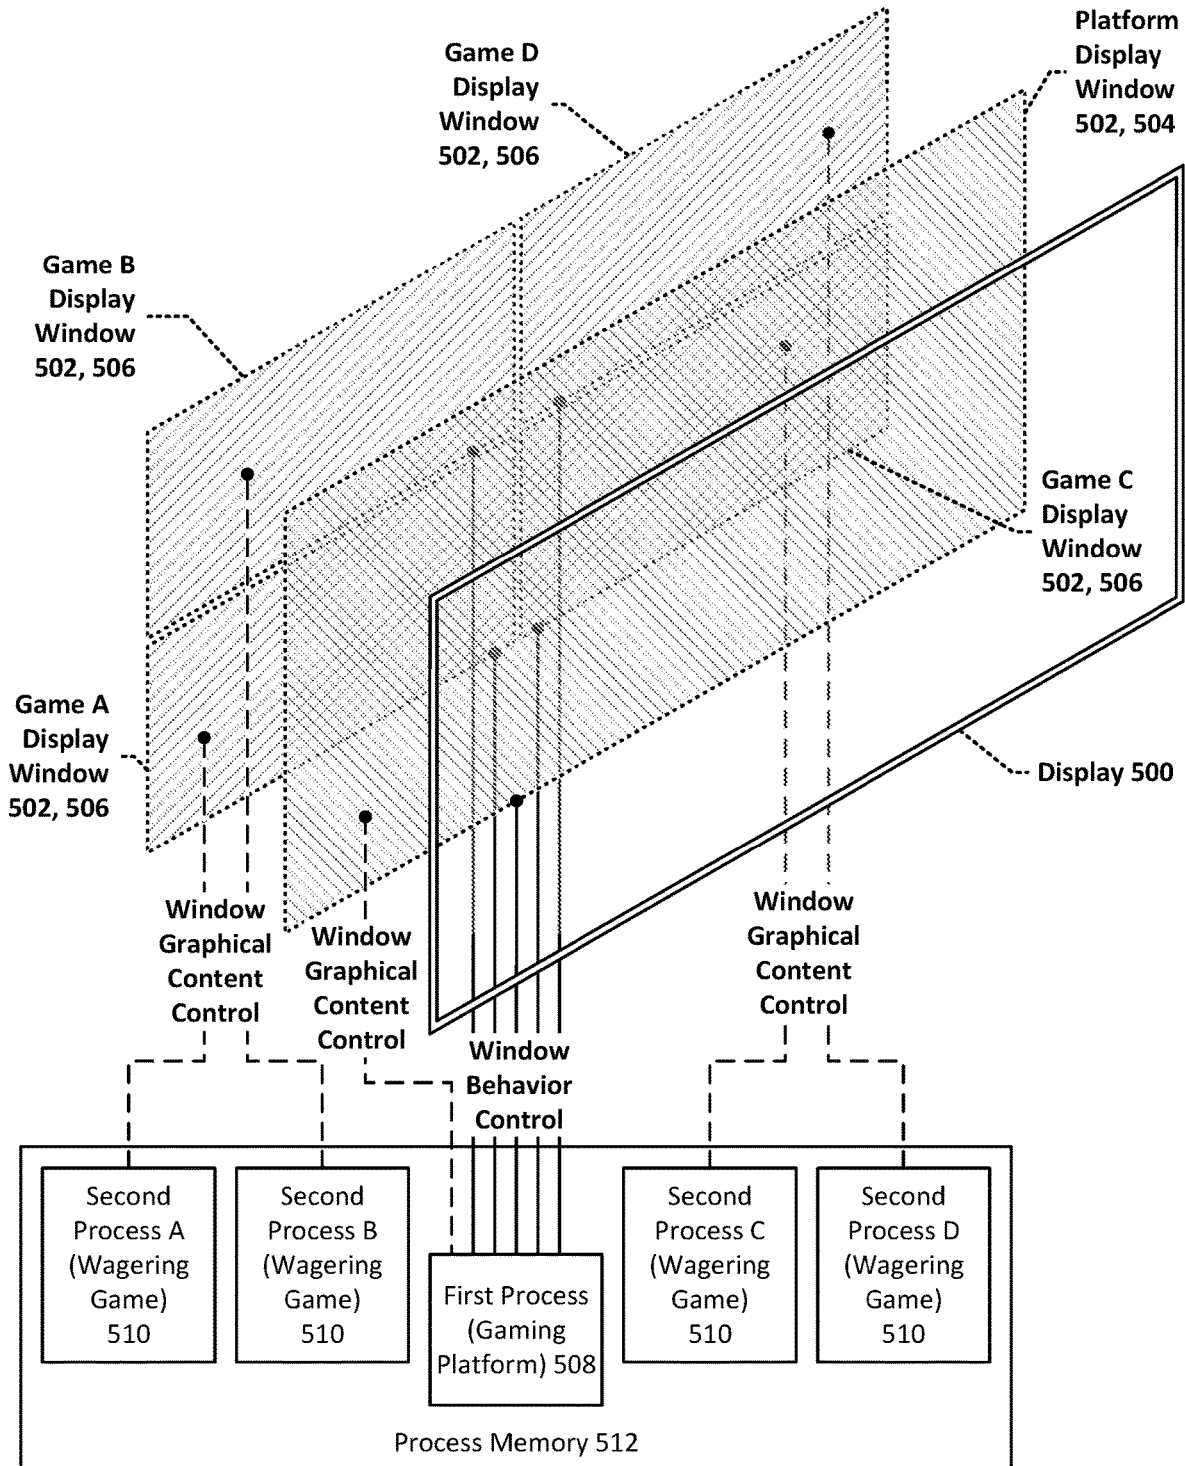 Game D
Display
Window
502, 506
Platform
Display
Window
502, 504
Game B
Display
Window
502, 506
Game C
Display
Window
502, 506
Game A
Display
Window
502, 506
Display 500
Window
Graphical
Content
Control
Window
Graphical
Content
Control
Window
Graphical
Content
Control
Window
Behavior
Control
Second
Process A
(Wagering
Game)
510
Second
Process B
(Wagering
Game)
510
First Process
(Gaming
Platform) 508
Second
Process C
(Wagering
Game)
510
Second
Process D
(Wagering
Game)
510
Process Memory 512